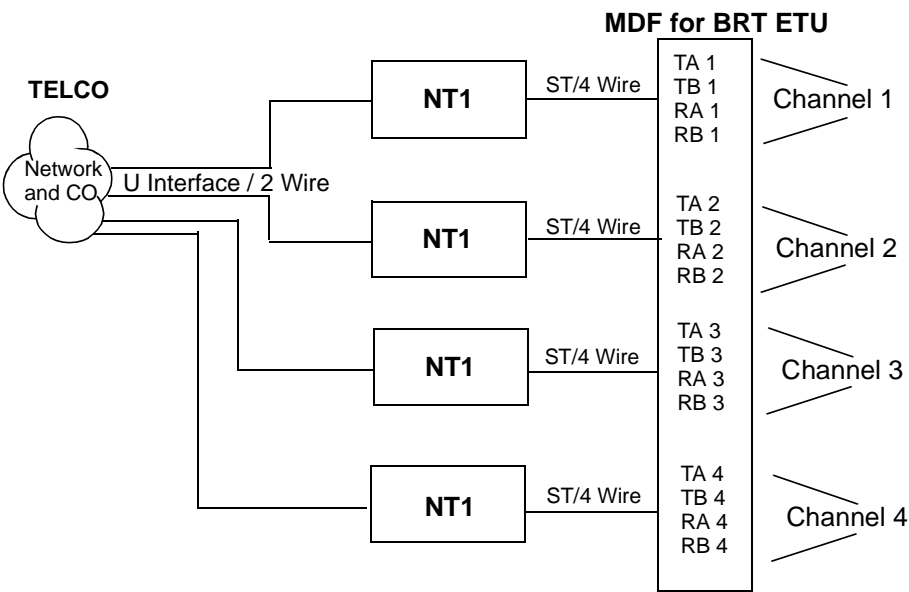 MDF for BRT ETU
TELCO
Network
and CO
U Interface / 2 Wire
NT1
ST/4 Wire
TA 1
TB 1
RA 1
RB 1
Channel 1
NT1
ST/4 Wire
TA 2
TB 2
RA 2
RB 2
Channel 2
NT1
ST/4 Wire
TA 3
TB 3
RA 3
RB 3
Channel 3
NT1
ST/4 Wire
TA 4
TB 4
RA 4
RB 4
Channel 4